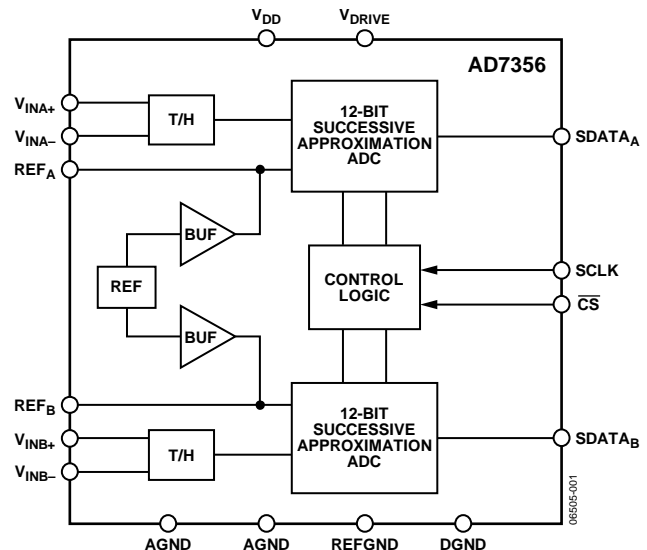 VDD VDRIVE
AD7356
VINA+
VINA–
REFA
T/H
12-BIT
SUCCESSIVE
APPROXIMATION
ADC
SDATAA
BUF
REF
BUF
CONTROL
LOGIC
SCLK
CS
REFB
VINB+
VINB–
T/H
12-BIT
SUCCESSIVE
APPROXIMATION
ADC
SDATAB
06505-001
AGND AGND REFGND DGND